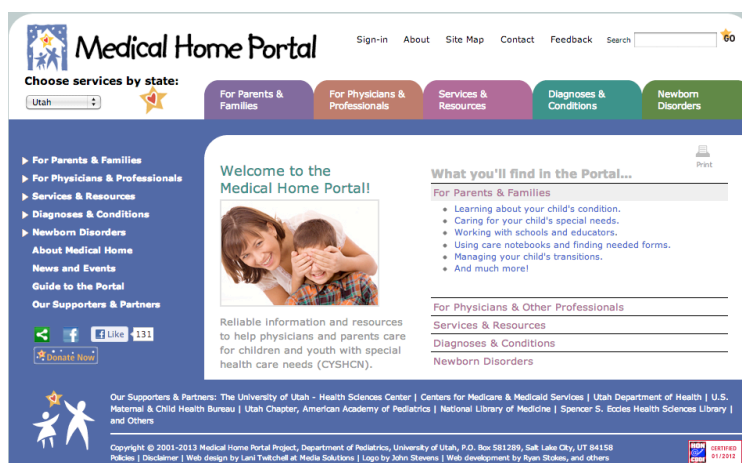 Medical Home Portal
Sign-in About Site Map Contact Feedback Search GO
Choose services by state:
Utah
For Parents & Families
For Physicians & Professionals
Services & Resources
Diagnoses & Conditions
Newborn Disorders
For Parents & Families
For Physicians & Professionals
Services & Resources
Diagnoses & Conditions
Newborn Disorders
About Medical Home
News and Events
Guide to the Portal
Our Supporters & Partners
Like 131
Donate Now
Welcome to the
Medical Home Portal!
Reliable information and resources
to help physicians and parents care
for children and youth with special
health care needs (CYSHCN).
Print
What you'll find in the Portal...
For Parents & Families
Learning about your child's condition.
Caring for your child's special needs.
Working with schools and educators.
Using care notebooks and finding needed forms.
Managing your child's transitions.
And much more!
For Physicians & Other Professionals
Services & Resources
Diagnoses & Conditions
Newborn Disorders
Our Supporters & Partners: The University of Utah - Health Sciences Center | Centers for Medicare & Medicaid Services | Utah Department of Health | U.S.
Maternal & Child Health Bureau | Utah Chapter, American Academy of Pediatrics | National Library of Medicine | Spencer S. Eccles Health Sciences Library |
and Others
Copyright © 2001-2013 Medical Home Portal Project, Department of Pediatrics, University of Utah, P.O. Box 581289, Salt Lake City, UT 84158
Policies | Disclaimer | Web design by Lani Twitchell at Media Solutions | Logo by John Stevens | Web development by Ryan Stokes, and others
HON
CODE
CERTIFIED
01/2012